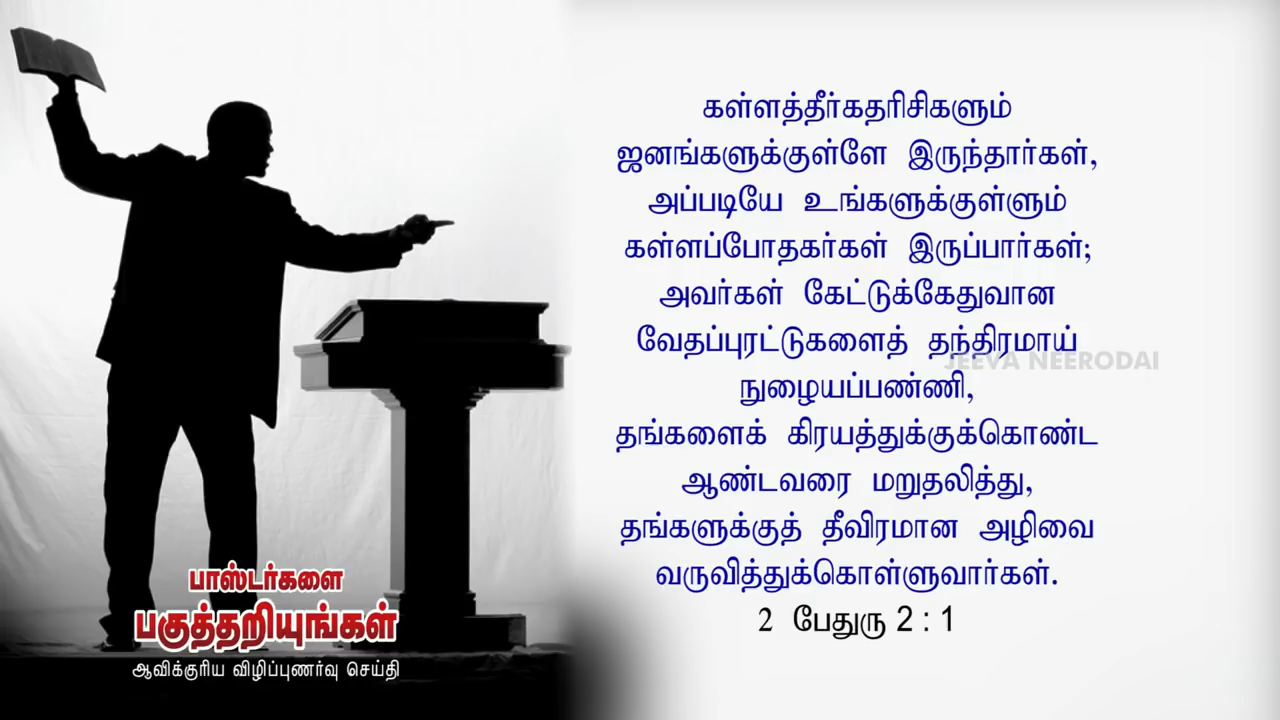 கள்ளத்தீர்கதரிசிகளும்
ஜனங்களுக்குள்ளே இருந்தார்கள்,
அப்படியே உங்களுக்குள்ளும்
கள்ளப்போதகர்கள் இருப்பார்கள்;
அவர்கள் கேட்டுக்கேதுவான
வேதப்புரட்டுகளைத் தந்திரமாய்
நுழையப்பண்ணி,
தங்களைக் கிரயத்துக்குக்கொண்ட
ஆண்டவரை மறுதலித்து,
தங்களுக்குத் தீவிரமான அழிவை
வருவித்துக்கொள்ளுவார்கள்.
2 பேதுரு 2 : 1
JEEVA NEERODAI
பாஸ்டர்களை
பகுத்தறியுங்கள்
ஆவிக்குரிய விழிப்புணர்வு செய்தி